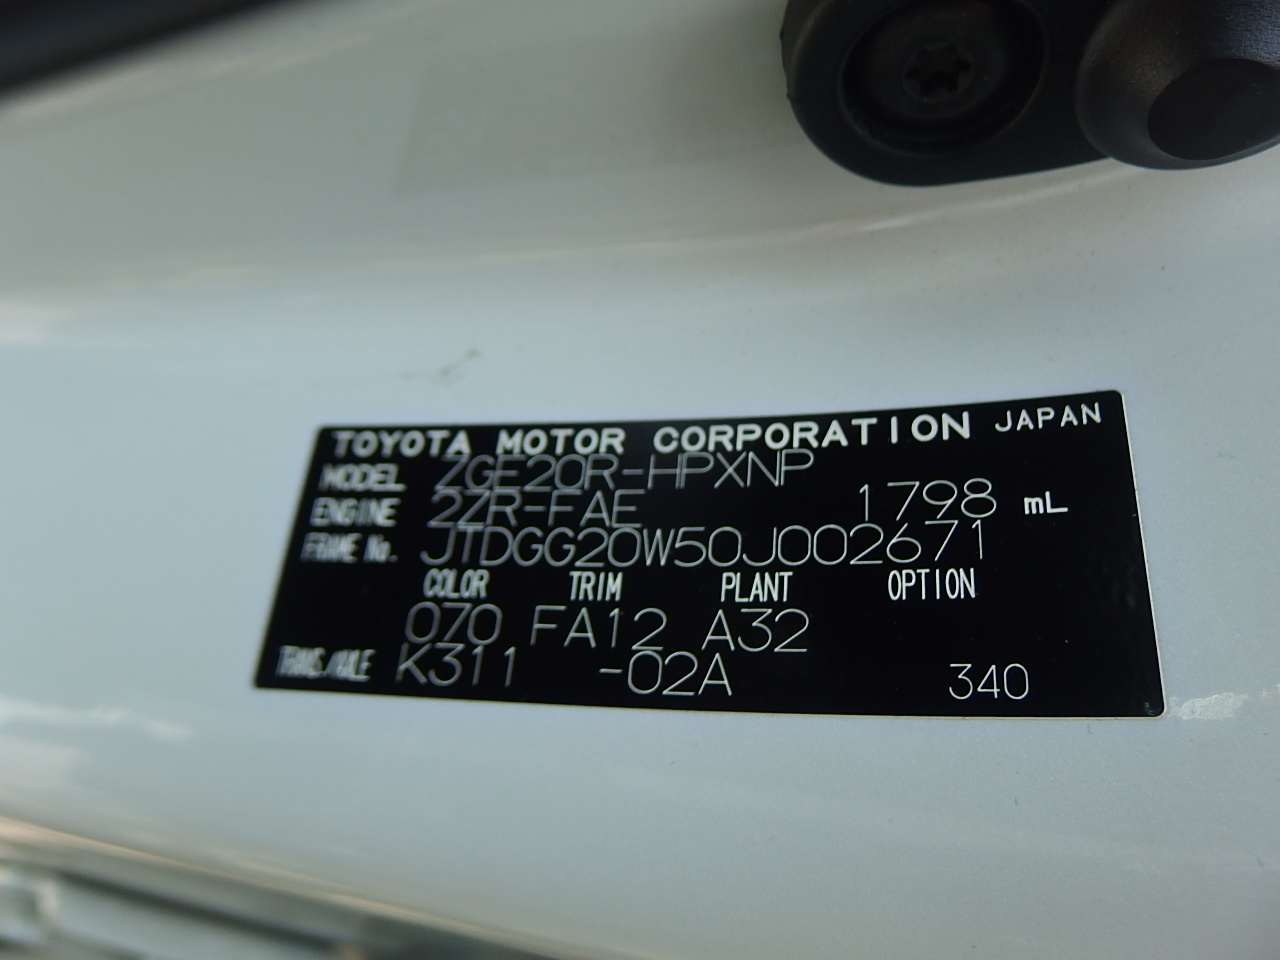 TOYOTA MOTOR CORPORATION JAPAN
MODEL ZGE20R-HPXNP
ENGINE 2ZR-FAE 1798 mL
FRAME No. JTDGG20W50J002671
COLOR TRIM PLANT OPTION
070 FA12 A32
TRANS./AXLE K311 -02A 340